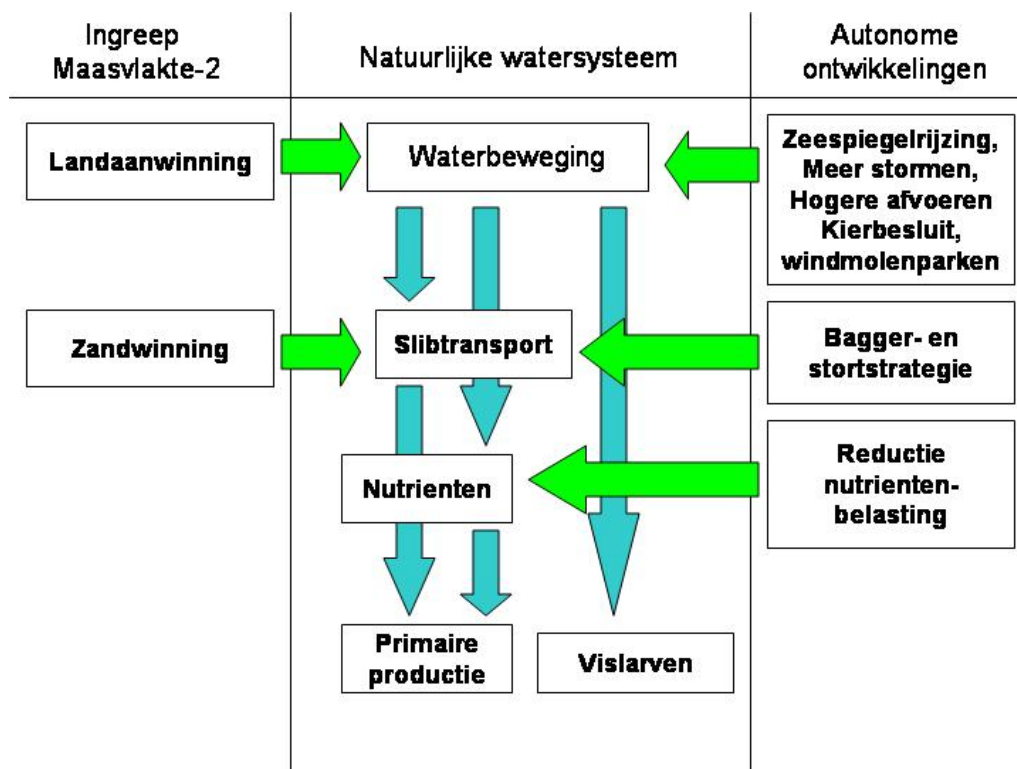 Ingreep
Maasvlakte-2
Natuurlijke watersysteem
Autonome
ontwikkelingen
Landaanwinning
Waterbeweging
Zeespiegelrijzing,
Meer stormen,
Hogere afvoeren
Kierbesluit,
windmolenparken
Zandwinning
Slibtransport
Bagger- en
stortstrategie
Nutrienten
Reductie
nutrienten-
belasting
Primaire
productie
Vislarven